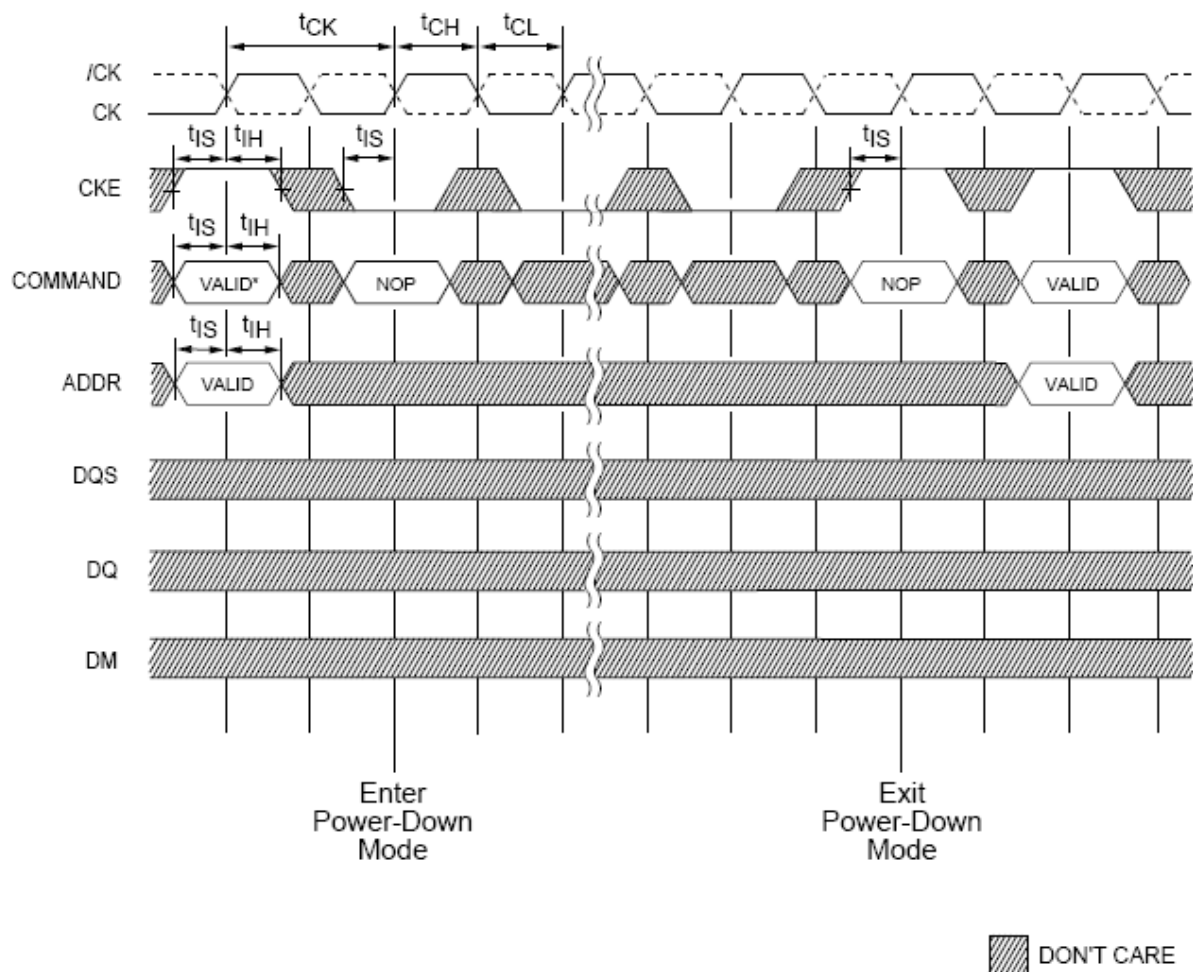 tCK tCH tCL
/CK
CK
tIS tIH tIS tIS
CKE
tIS tIH
COMMAND VALID* NOP NOP VALID
tIS tIH
ADDR VALID VALID
DQS
DQ
DM
Enter
Power-Down
Mode
Exit
Power-Down
Mode
DON'T CARE